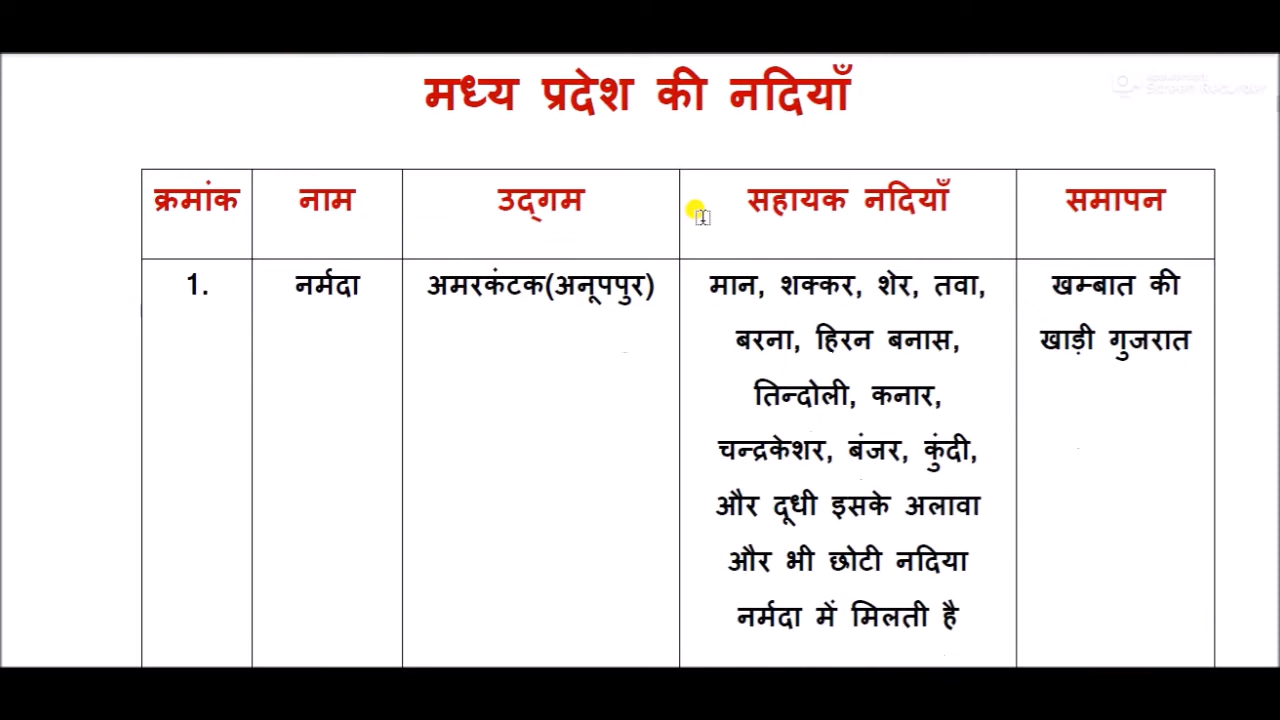 मध्य प्रदेश की नदियाँ
क्रमांक नाम उद्गम सहायक नदियाँ समापन
1. नर्मदा अमरकंटक(अनूपपुर) मान, शक्कर, शेर, तवा, खम्बात की
बरना, हिरन बनास, खाड़ी गुजरात
तिन्दोली, कनार,
चन्द्रकेशर, बंजर, कुंदी,
और दूधी इसके अलावा
और भी छोटी नदिया
नर्मदा में मिलती है